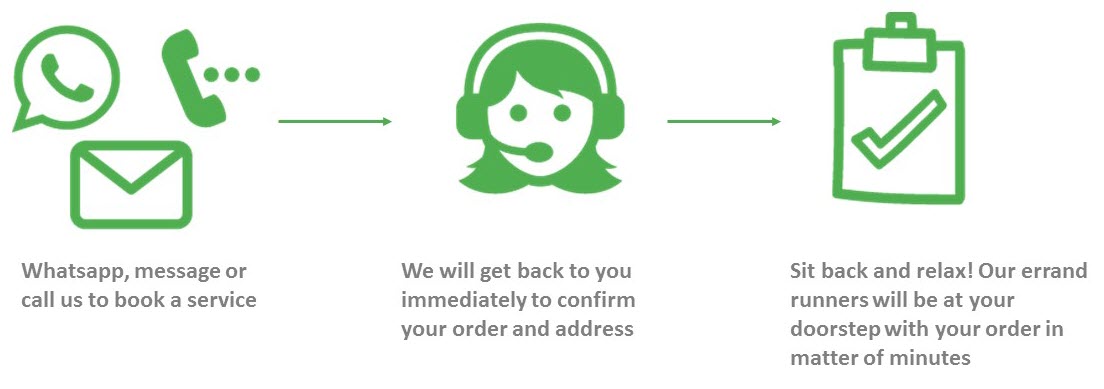 Whatsapp, message or
call us to book a service
We will get back to you
immediately to confirm
your order and address
Sit back and relax! Our errand
runners will be at your
doorstep with your order in
matter of minutes